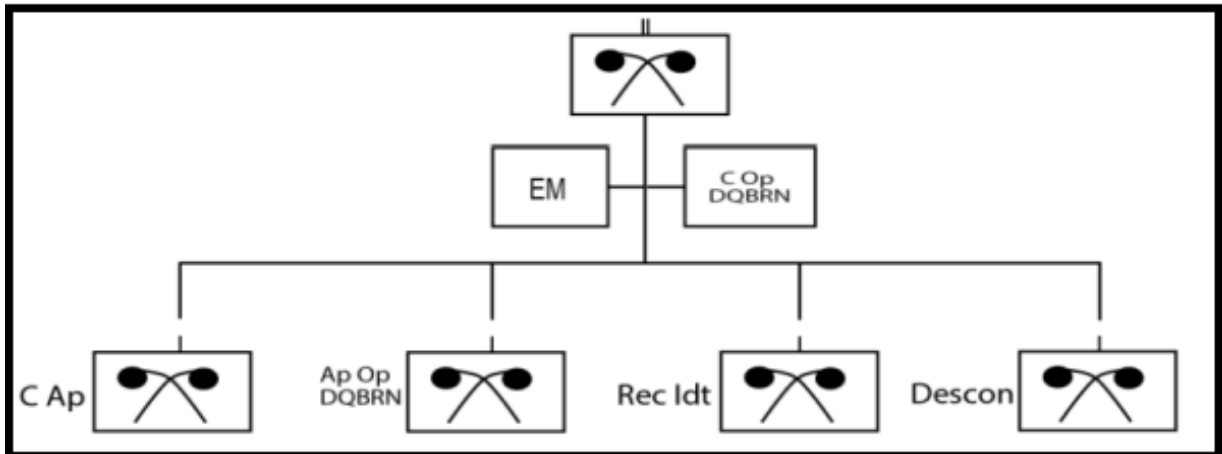 EM
C Op
DQBRN
C Ap
Ap Op
DQBRN
Rec Idt
Descon